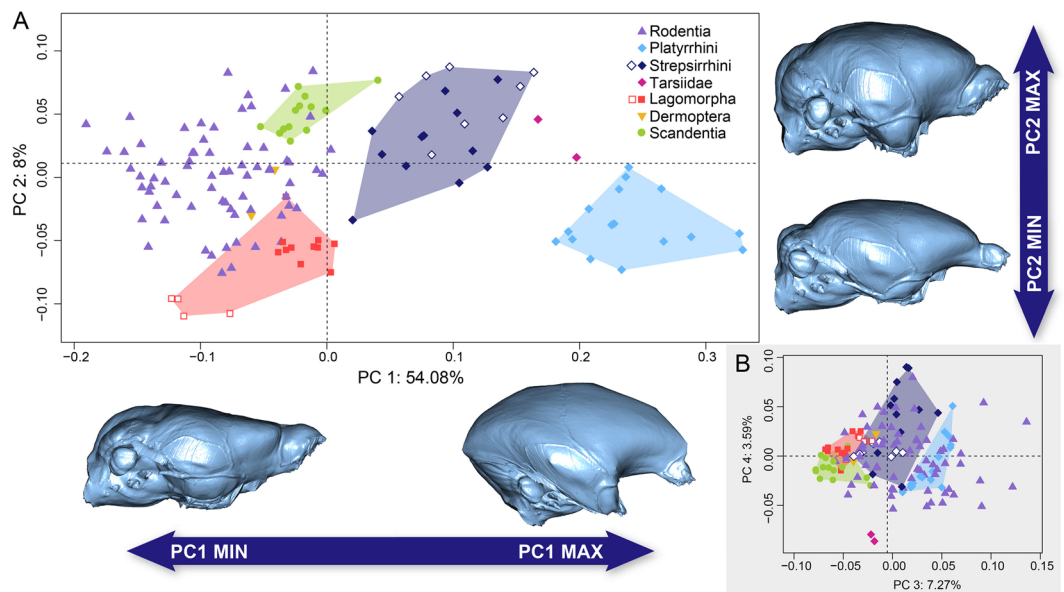 A
Rodentia
Platyrrhini
Strepsirrhini
Tarsiidae
Lagomorpha
Dermoptera
Scandentia
PC 2: 8%
0.10
0.05
0.00
−0.05
−0.10
−0.2
−0.1
0.0
0.1
0.2
0.3
PC 1: 54.08%
PC2 MAX
PC2 MIN
PC1 MIN
PC1 MAX
B
PC 4: 3.59%
0.10
0.05
0.00
−0.05
−0.10
−0.05
0.00
0.05
0.10
0.15
PC 3: 7.27%